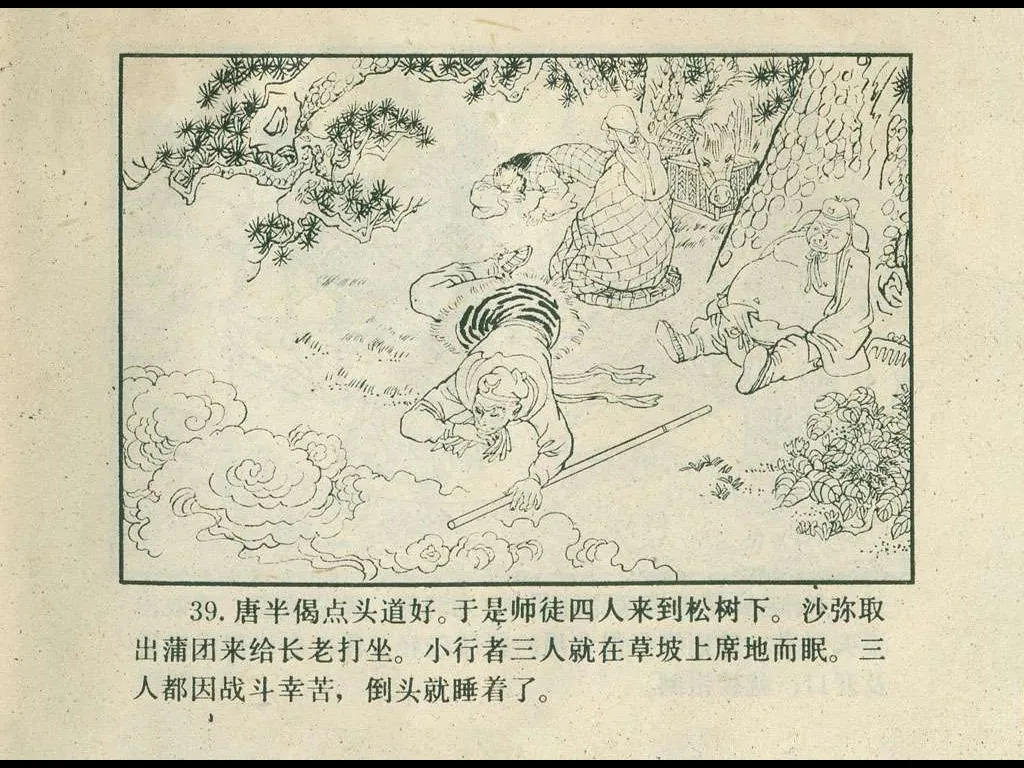 39. 唐半偈点头道好。于是师徒四人来到松树下。沙弥取
出蒲团来给长老打坐。小行者三人就在草坡上席地而眠。三
人都因战斗辛苦，倒头就睡着了。